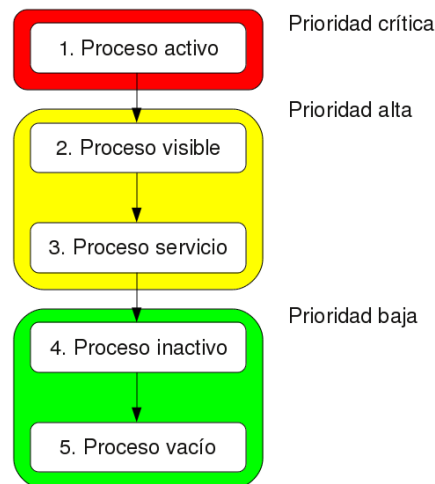 Prioridad crítica
1. Proceso activo
Prioridad alta
2. Proceso visible
3. Proceso servicio
Prioridad baja
4. Proceso inactivo
5. Proceso vacío